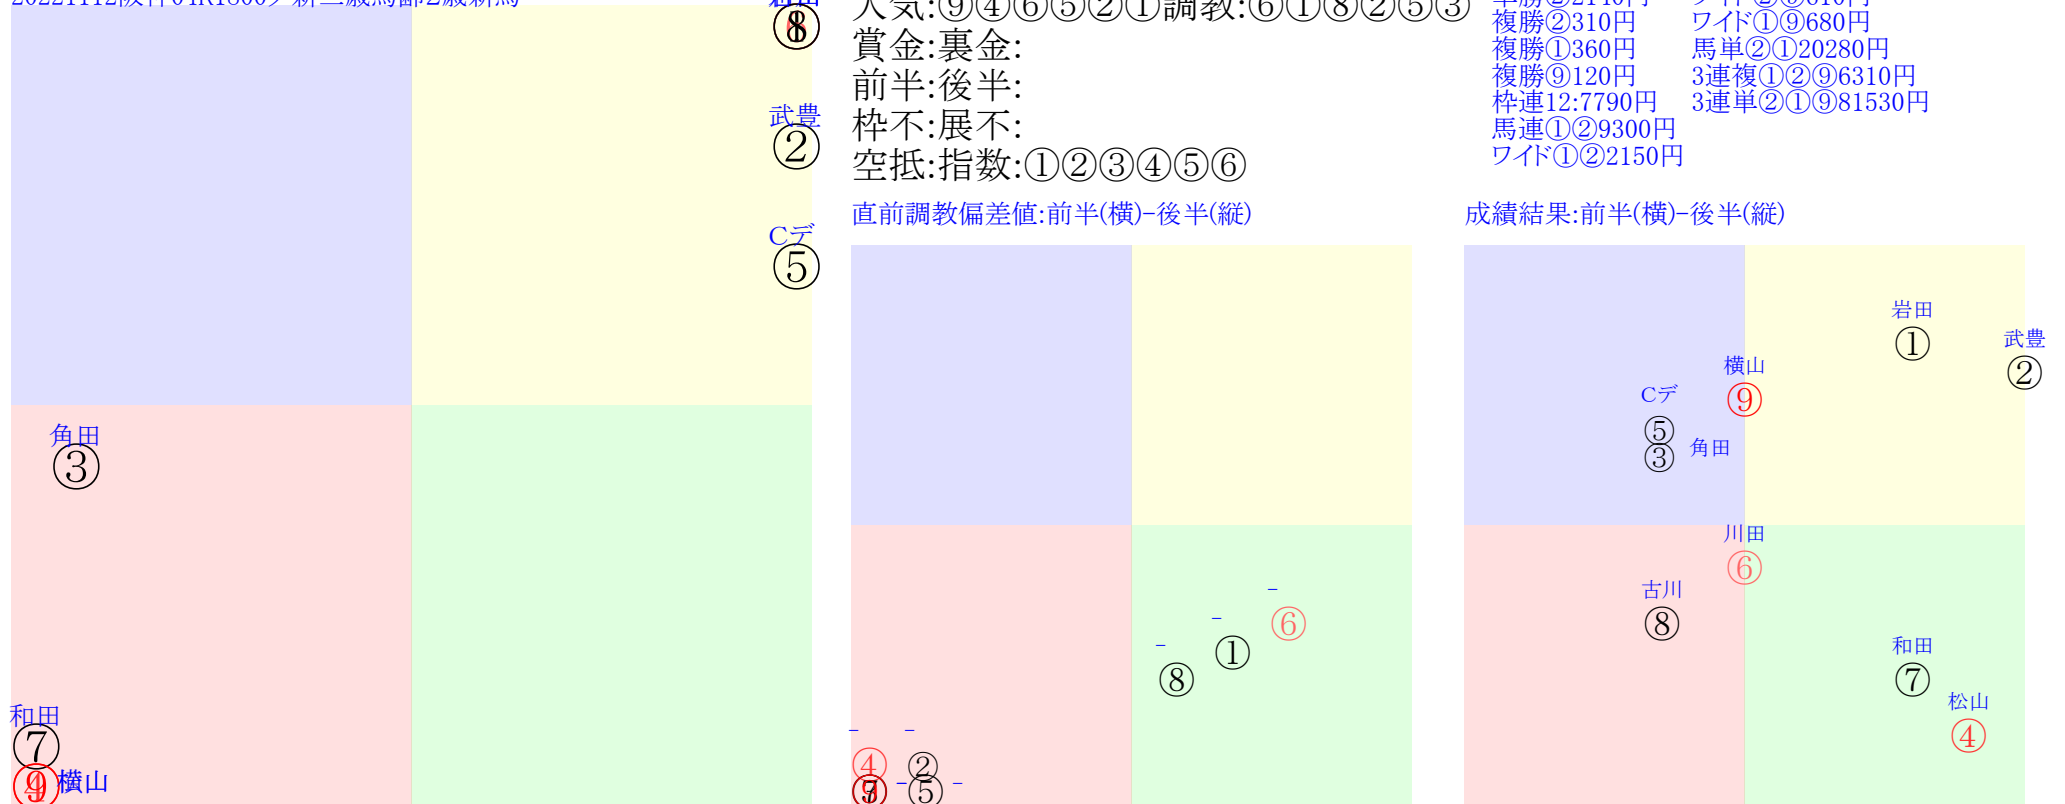 人気:⑨④⑥⑤②①調教:⑥①⑧②⑤③
賞金:裏金:
前半:後半:
枠不:展不:
空抵:指数:①②③④⑤⑥
複勝②310円
複勝①360円
複勝⑨120円
枠連12:7790円
馬連①②9300円
ワイド①②2150円
ワイド①⑨680円
馬単②①20280円
3連複①②⑨6310円
3連単②①⑨81530円
武豊
②
Cデ
⑤
角田
③
和田
⑦
横山
直前調教偏差値:前半(横)-後半(縦)
-
⑥
-
①
-
⑧
-
④
-
②
-
⑤
-
成績結果:前半(横)-後半(縦)
岩田
①
武豊
②
横山
⑨
Cデ
⑤
③
角田
川田
⑥
古川
⑧
和田
⑦
松山
④